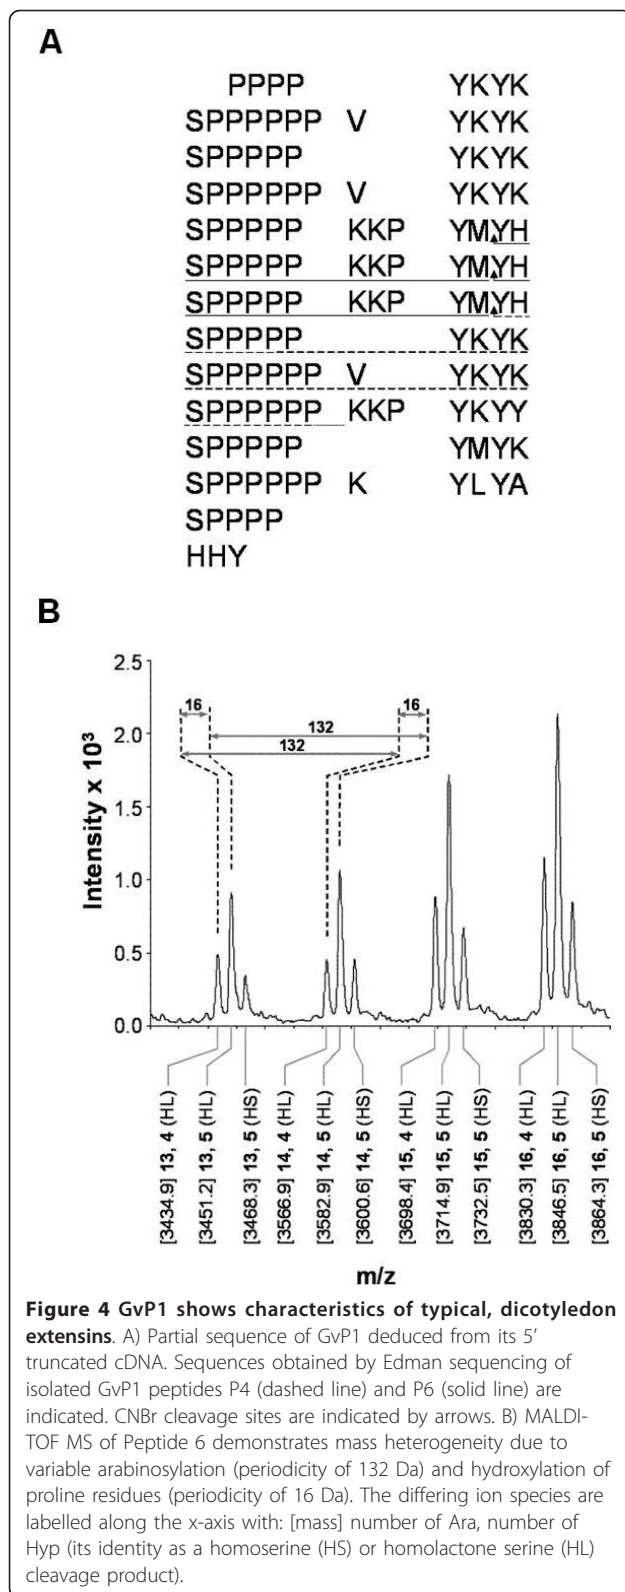 A
PPPP YKYK
SPPPPPP V YKYK
SPPPPP YKYK
SPPPPPP V YKYK
SPPPPP KKP YMYH
SPPPPP KKP YMYH
SPPPPP KKP YMYH
SPPPPP YKYK
SPPPPPP V YKYK
SPPPPPP KKP YKYY
SPPPPP YMYK
SPPPPPP K YLYA
SPPPP
HHY
B
Intensity x 10³
2.5
2.0
1.5
1.0
0.5
0.0
16
16
132
132
[3434.9] 13, 4 (HL)
[3451.2] 13, 5 (HL)
[3468.3] 13, 5 (HS)
[3566.9] 14, 4 (HL)
[3582.9] 14, 5 (HL)
[3600.6] 14, 5 (HS)
[3698.4] 15, 4 (HL)
[3714.9] 15, 5 (HL)
[3732.5] 15, 5 (HS)
[3830.3] 16, 4 (HL)
[3846.5] 16, 5 (HL)
[3864.3] 16, 5 (HS)
m/z
Figure 4 GvP1 shows characteristics of typical, dicotyledon
extensins. A) Partial sequence of GvP1 deduced from its 5'
truncated cDNA. Sequences obtained by Edman sequencing of
isolated GvP1 peptides P4 (dashed line) and P6 (solid line) are
indicated. CNBr cleavage sites are indicated by arrows. B) MALDI-
TOF MS of Peptide 6 demonstrates mass heterogeneity due to
variable arabinosylation (periodicity of 132 Da) and hydroxylation of
proline residues (periodicity of 16 Da). The differing ion species are
labelled along the x-axis with: [mass] number of Ara, number of
Hyp (its identity as a homoserine (HS) or homolactone serine (HL)
cleavage product).